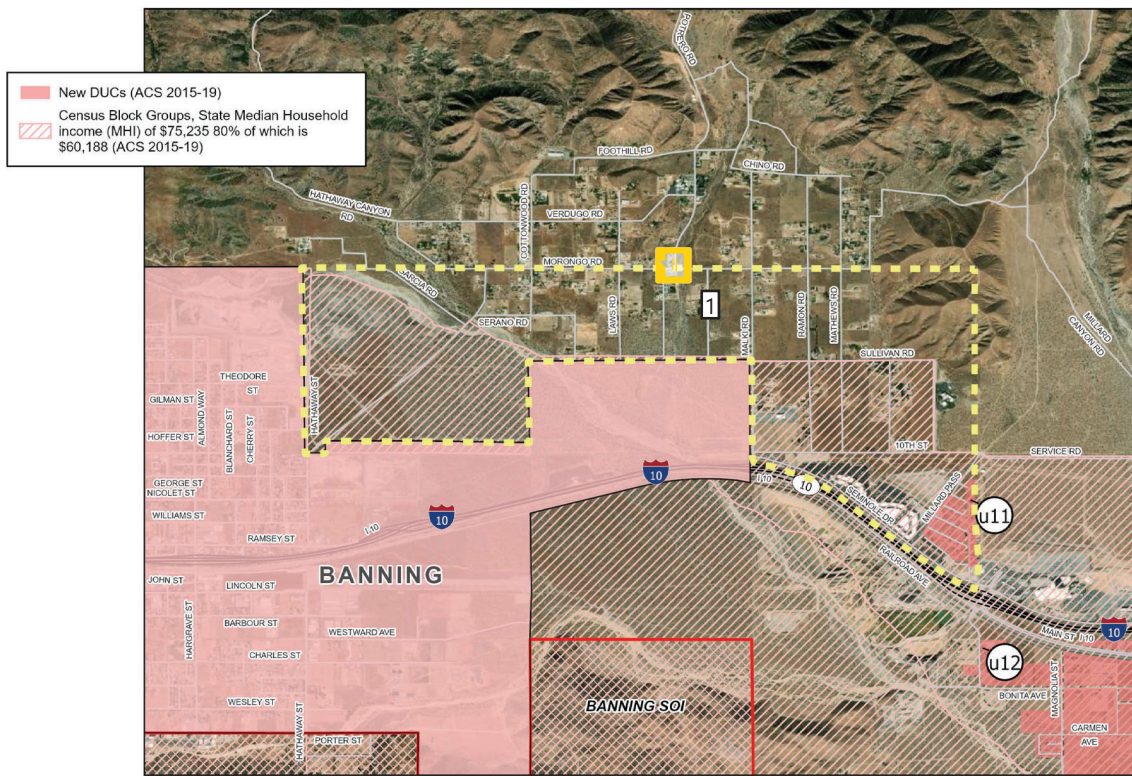 New DUCs (ACS 2015-19)
Census Block Groups, State Median Household
income (MHI) of $75,235 80% of which is
$60,188 (ACS 2015-19)
POTRERO RD
FOOTHILL RD
CHINO RD
HATHAWAY CANYON
RD
COTTONWOOD RD
VERDUGO RD
MORONGO RD
GARCIA RD
SERANO RD
LAWS RD
1
MALKI RD
RAMON RD
MATHEWS RD
MILLARD
CANYON RD
SULLIVAN RD
THEODORE
ST
GILMAN ST
ALMOND WAY
HATHAWAY ST
HOFFER ST
BLANCHARD ST
CHERRY ST
10TH ST
SERVICE RD
GEORGE ST
NICOLET ST
10
I 10
10
SEMINOLE DR
MILLARD PASS
u11
WILLIAMS ST
10
I 10
RAMSEY ST
RAILROAD AVE
JOHN ST
LINCOLN ST
BANNING
HARGRAVE ST
BARBOUR ST
WESTWARD AVE
MAIN ST
I 10
10
CHARLES ST
u12
WESLEY ST
BANNING SOI
BONITA AVE
MAGNOLIA ST
HATHAWAY ST
PORTER ST
CARMEN
AVE